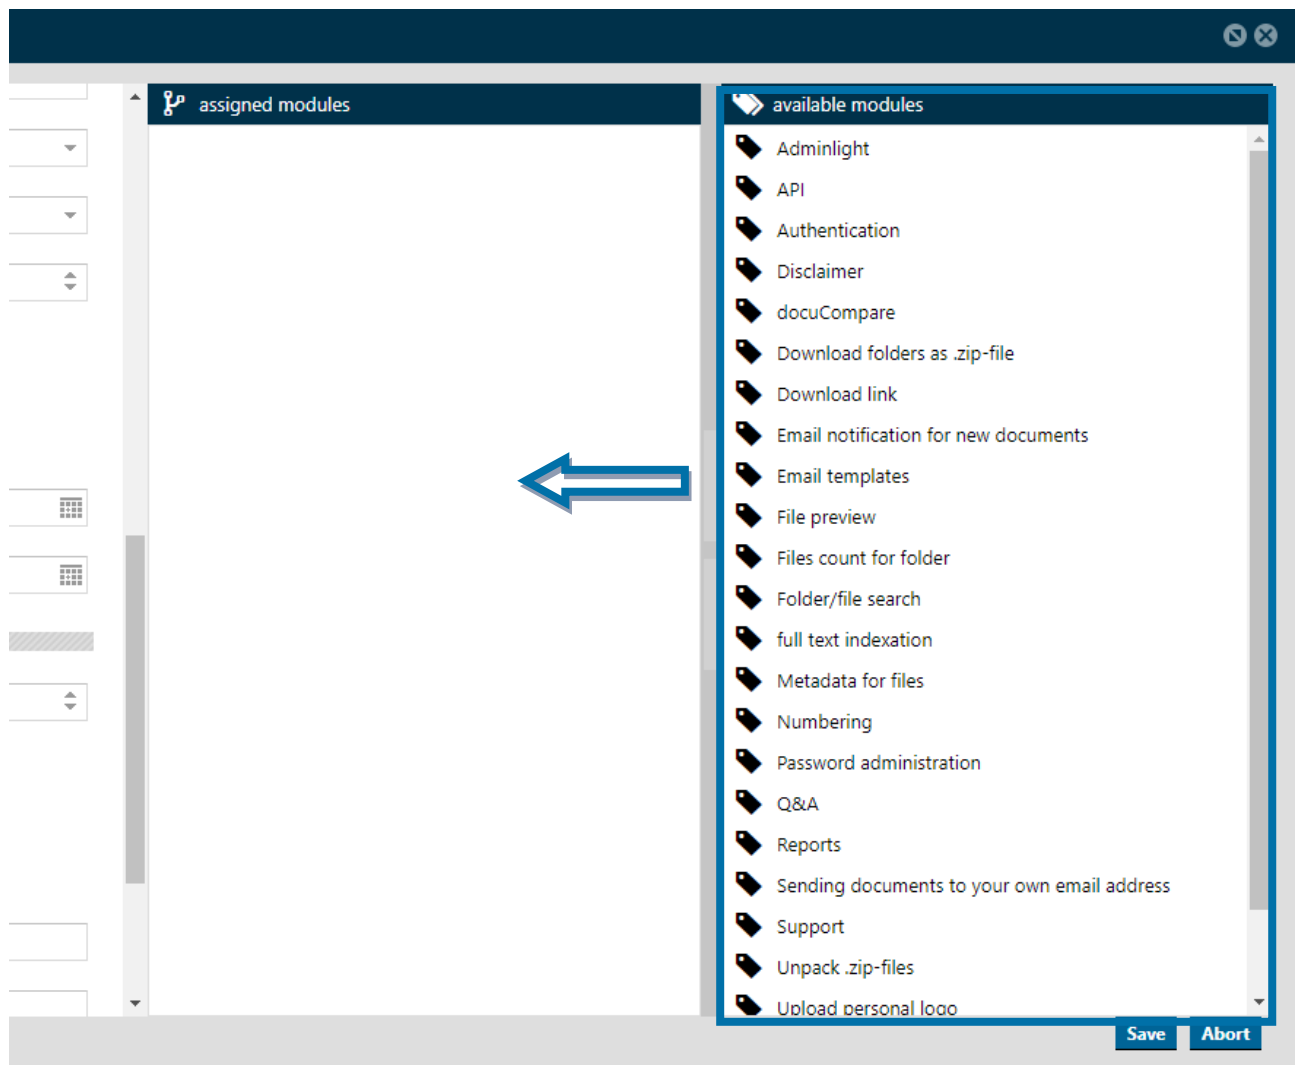 assigned modules
available modules
Adminlight
API
Authentication
Disclaimer
docuCompare
Download folders as .zip-file
Download link
Email notification for new documents
Email templates
File preview
Files count for folder
Folder/file search
full text indexation
Metadata for files
Numbering
Password administration
Q&A
Reports
Sending documents to your own email address
Support
Unpack .zip-files
Upload personal logo
Save Abort